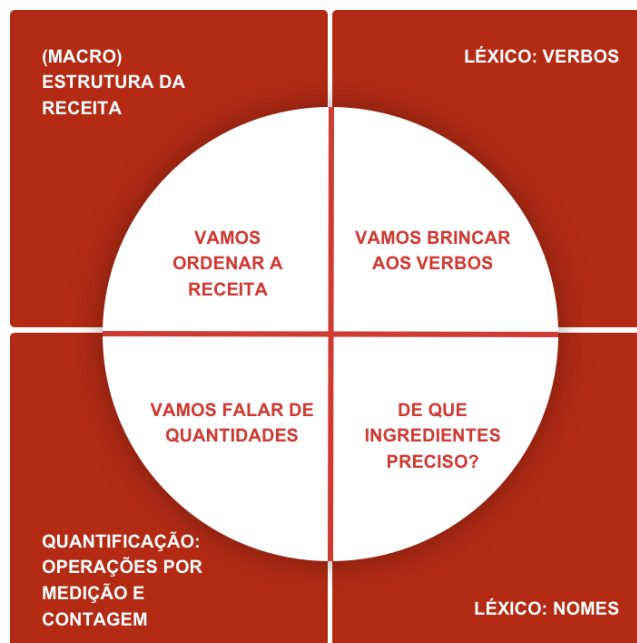 (MACRO)
ESTRUTURA DA
RECEITA
LÉXICO: VERBOS
VAMOS
ORDENAR A
RECEITA
VAMOS BRINCAR
AOS VERBOS
VAMOS FALAR DE
QUANTIDADES
DE QUE
INGREDIENTES
PRECISO?
QUANTIFICAÇÃO:
OPERAÇÕES POR
MEDIÇÃO E
CONTAGEM
LÉXICO: NOMES